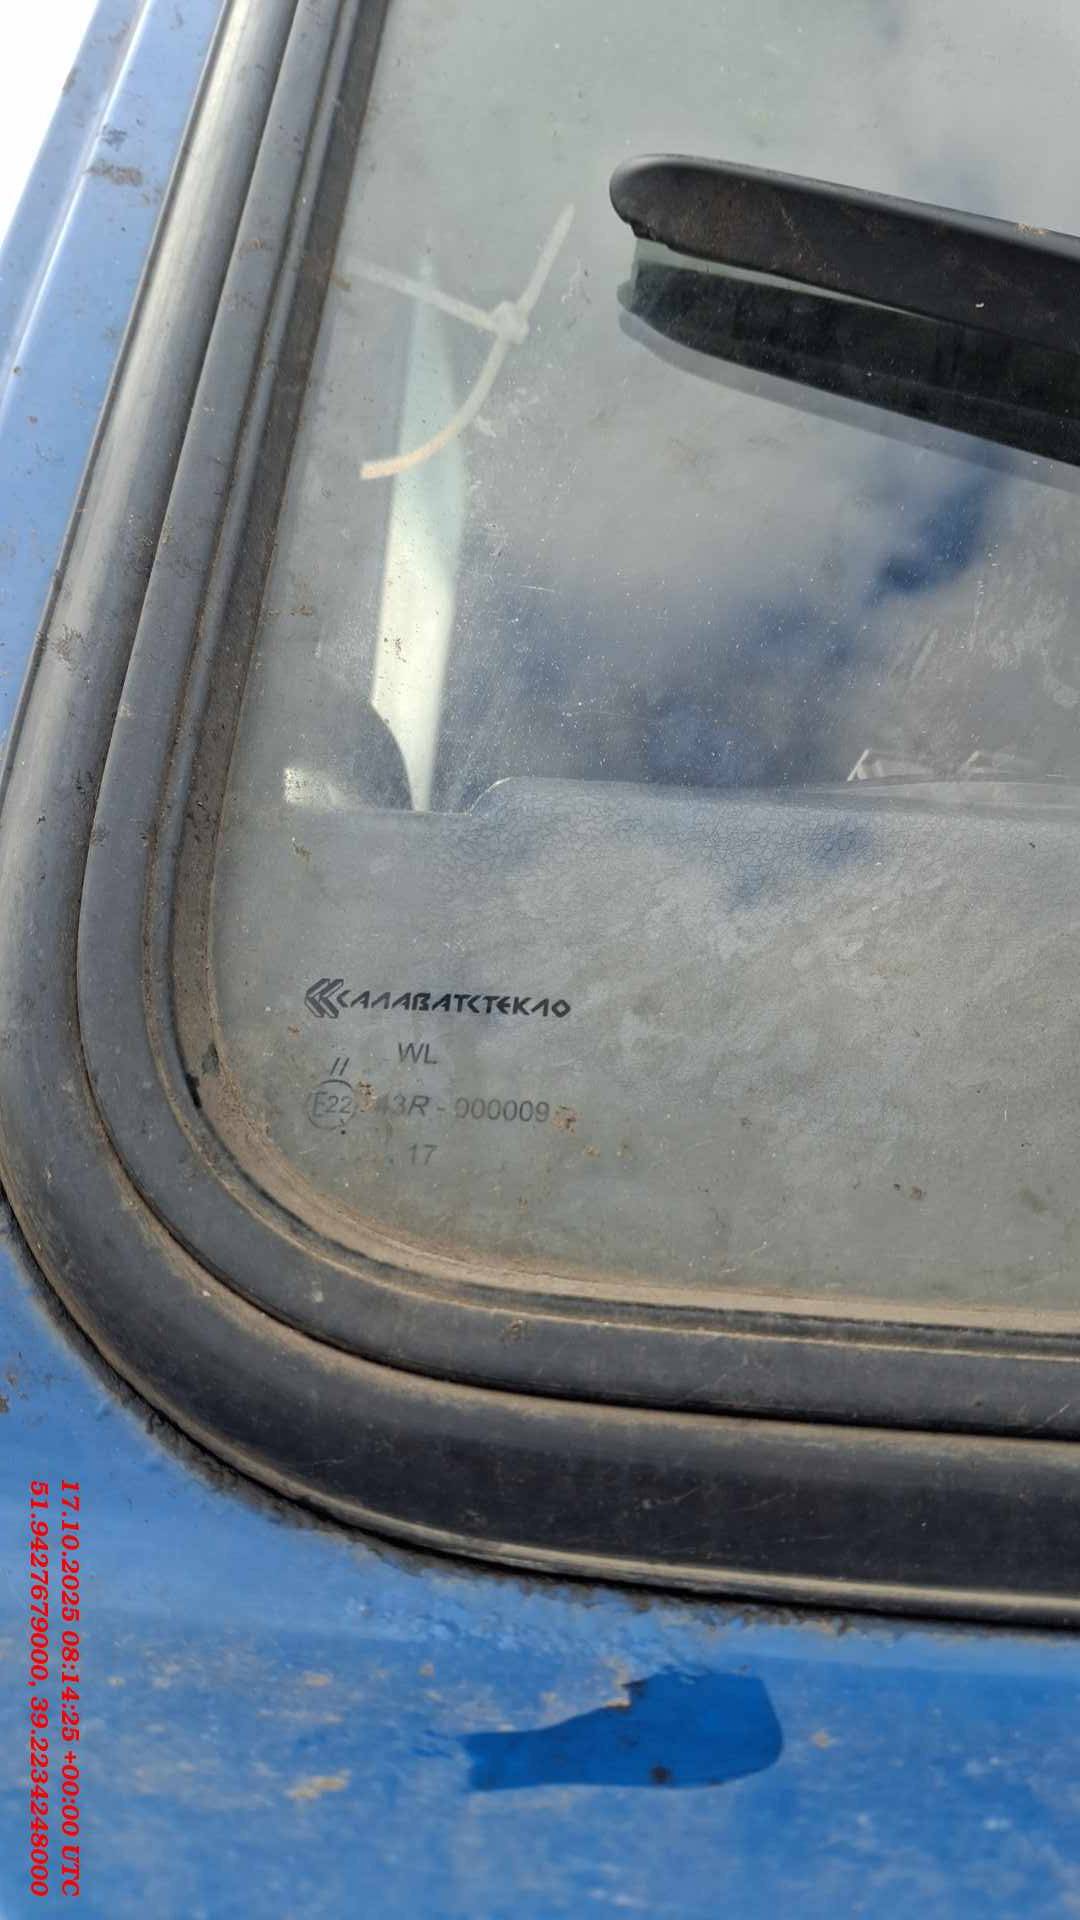 САЛАВАТСТЕКЛО
WL
II
E22 43R - 000009
17
17.10.2025 08:14:25 +00:00 UTC
51.9427679000, 39.2234248000